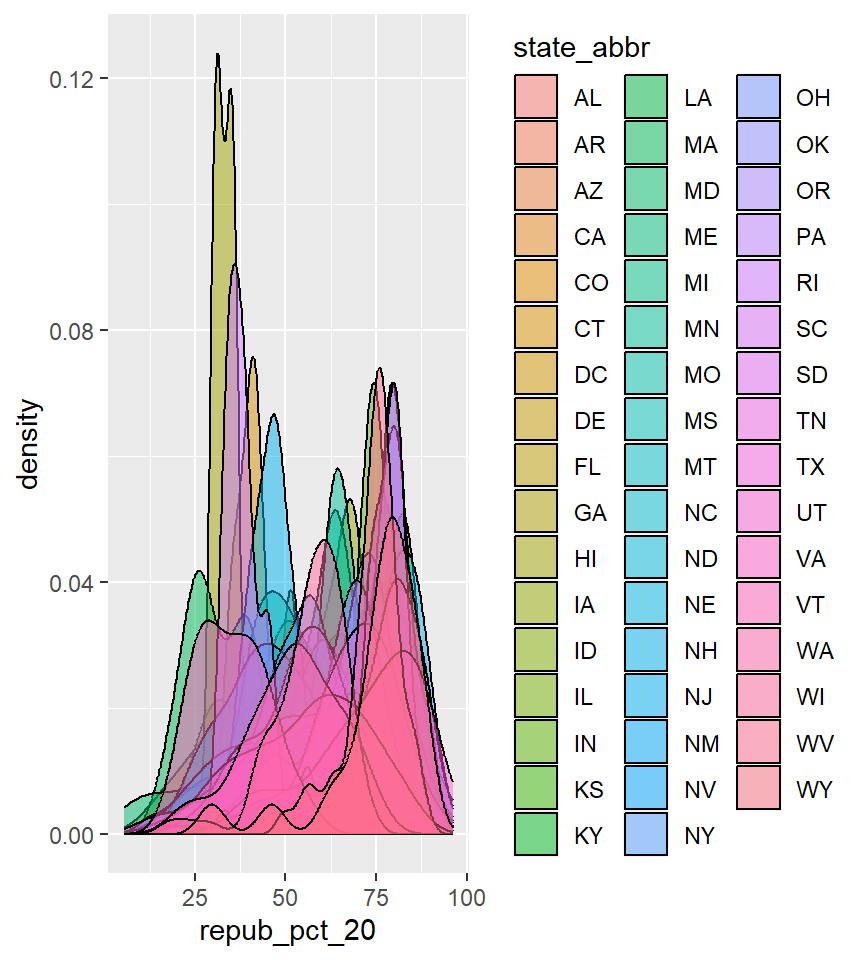 state_abbr
0.12
0.08
0.04
0.00
density
25 50 75 100
repub_pct_20
AL LA OH
AR MA OK
AZ MD OR
CA ME PA
CO MI RI
CT MN SC
DC MO SD
DE MS TN
FL MT TX
GA NC UT
HI ND VA
IA NE VT
ID NH WA
IL NJ WI
IN NM WV
KS NV WY
KY NY